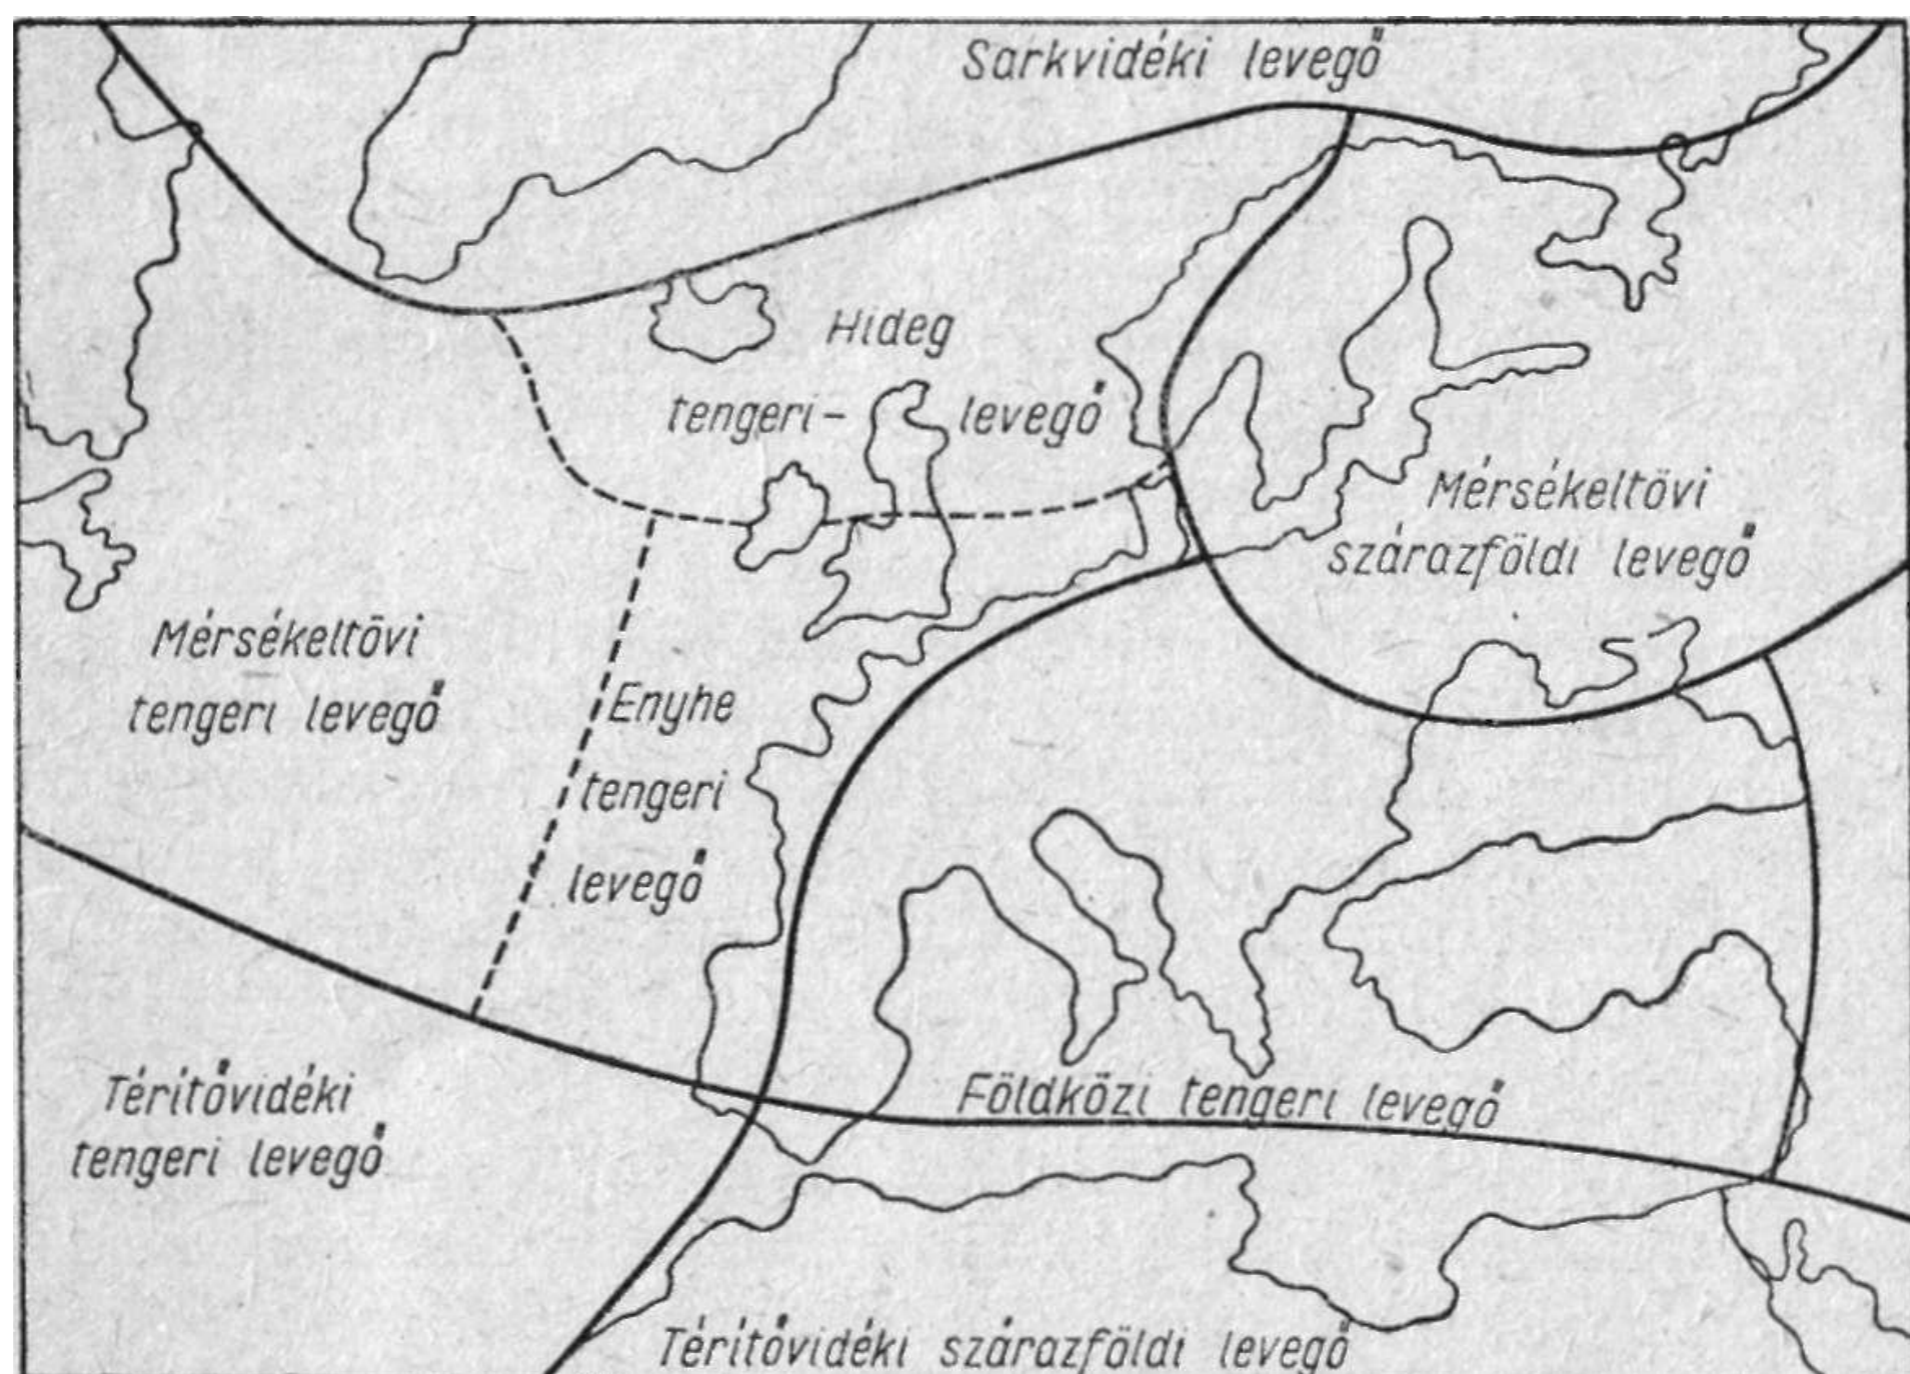 Sarkvidéki levegő
Hideg
tengeri- levegő
Mérsékeltövi
szárazföldi levegő
Mérsékeltövi
tengeri levegő
Enyhe
tengeri
levegő
Térítővidéki
tengeri levegő
Földközi tengeri levegő
Térítővidéki szárazföldi levegő